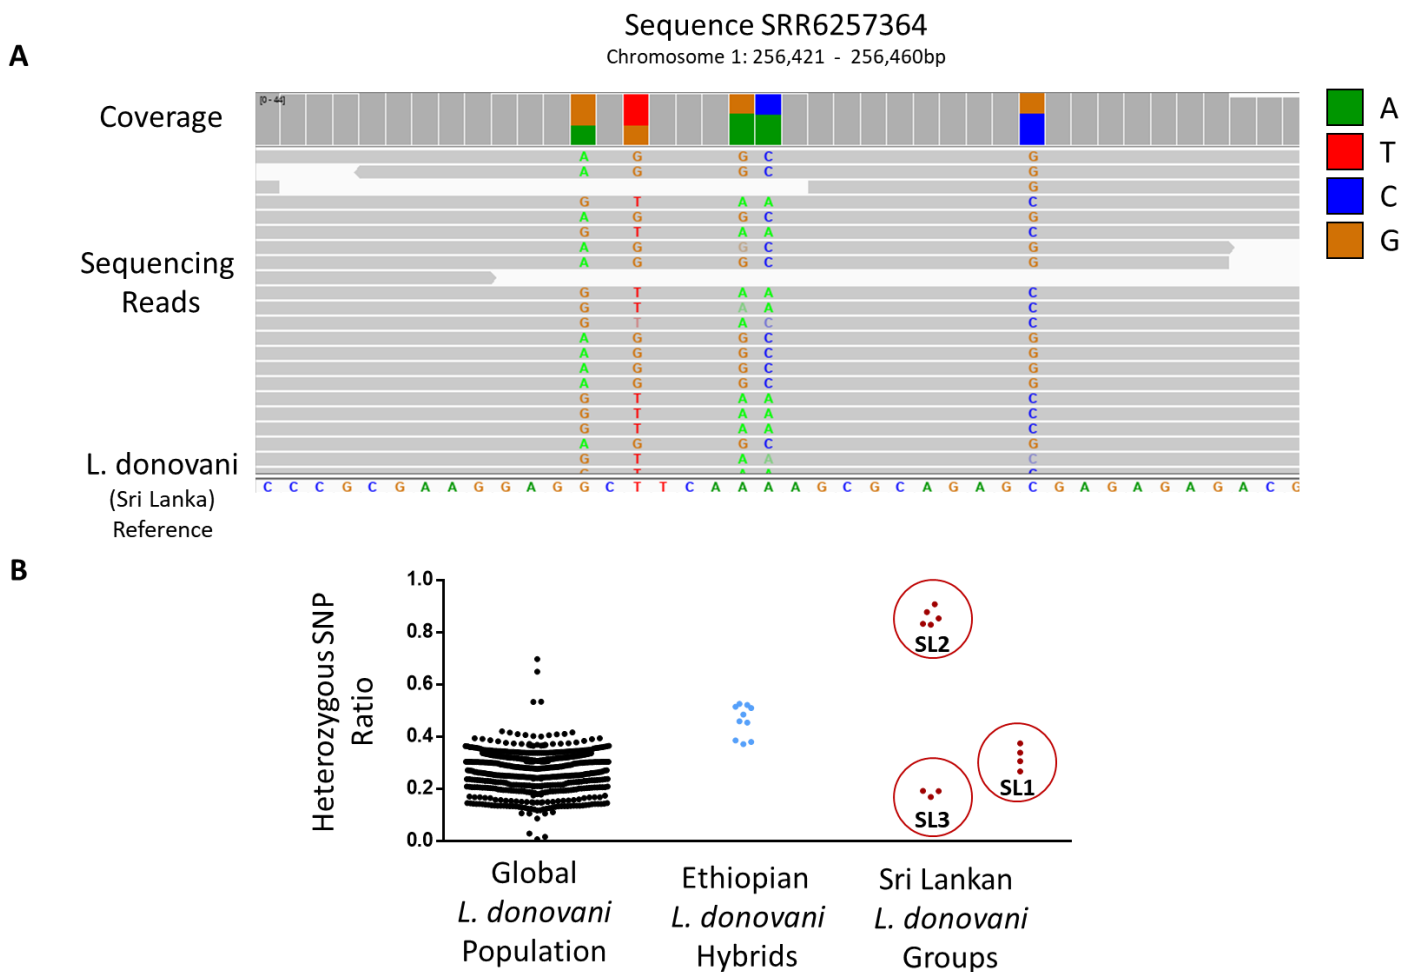 Sequence SRR6257364
A
Chromosome 1: 256,421 - 256,460bp
[0 - 44]
Coverage
A
T
C
G
A G G C G
A G G C G
G
G T A A C
A G G C G
G T A A C
A G G C G
A G G C G
G T A A C
G T A A C
G T A C C
A G G C G
A G G C G
A G G C G
A G G C G
G T A A C
G T A A C
G T A A C
A G G C G
G T A A C
G T A A C
Sequencing
Reads
L. donovani
(Sri Lanka)
Reference
C C C G C G A A G G A G G C T T C A A A A G C G C A G A G C G A G A G A G A C G
B
Heterozygous SNP
Ratio
1.0
0.8
0.6
0.4
0.2
0.0
SL2
SL1
SL3
Global
L. donovani
Population
Ethiopian
L. donovani
Hybrids
Sri Lankan
L. donovani
Groups